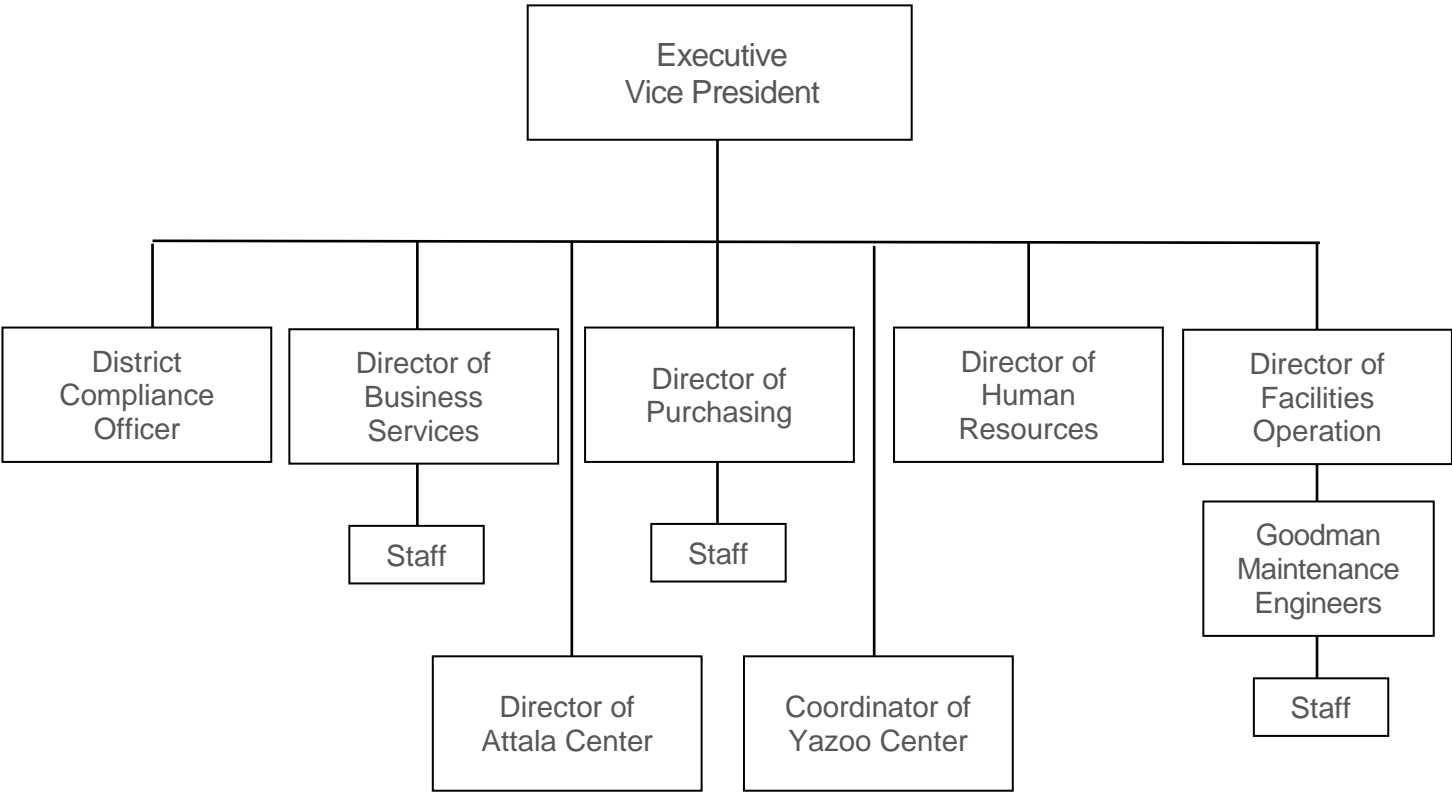 Executive
Vice President
District
Compliance
Officer
Director of
Business
Services
Director of
Purchasing
Director of
Human
Resources
Director of
Facilities
Operation
Staff
Staff
Goodman
Maintenance
Engineers
Director of
Attala Center
Coordinator of
Yazoo Center
Staff